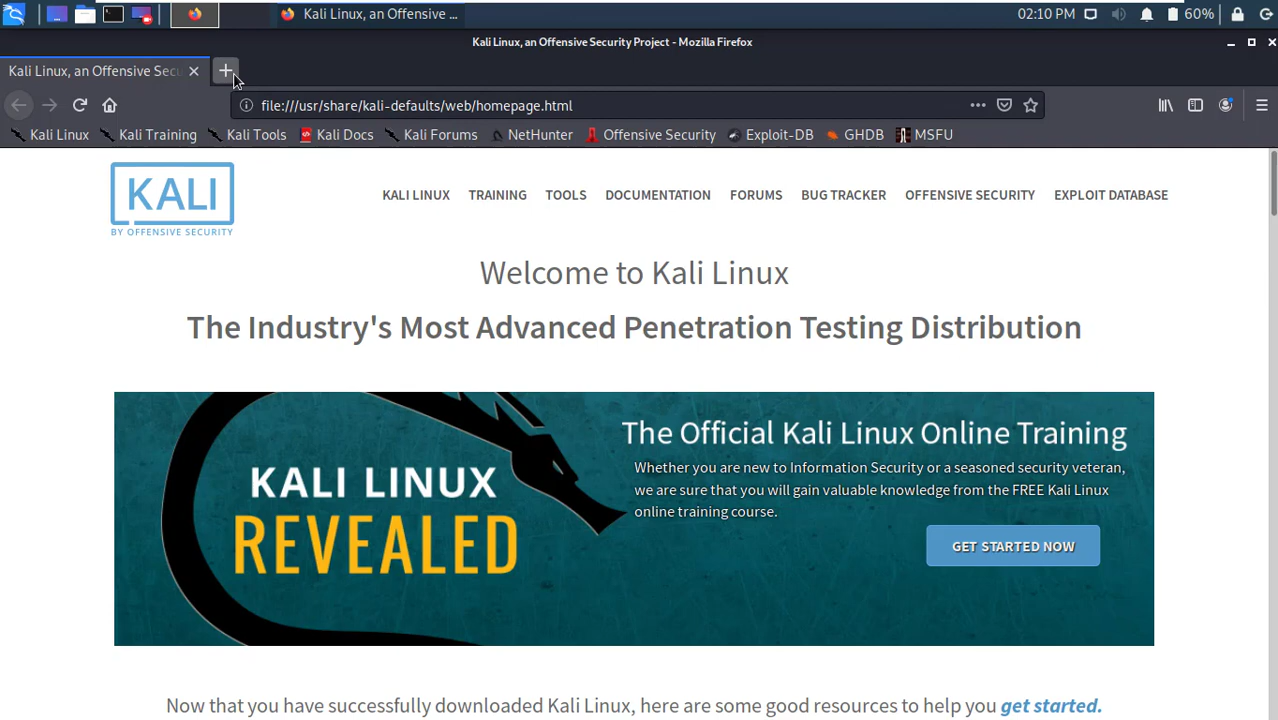 Kali Linux, an Offensive ...
02:10 PM
60%
Kali Linux, an Offensive Security Project - Mozilla Firefox
Kali Linux, an Offensive Secu
file:///usr/share/kali-defaults/web/homepage.html
Kali Linux
Kali Training
Kali Tools
Kali Docs
Kali Forums
NetHunter
Offensive Security
Exploit-DB
GHDB
MSFU
KALI
BY OFFENSIVE SECURITY
KALI LINUX
TRAINING
TOOLS
DOCUMENTATION
FORUMS
BUG TRACKER
OFFENSIVE SECURITY
EXPLOIT DATABASE
Welcome to Kali Linux
The Industry's Most Advanced Penetration Testing Distribution
KALI LINUX
REVEALED
The Official Kali Linux Online Training
Whether you are new to Information Security or a seasoned security veteran,
we are sure that you will gain valuable knowledge from the FREE Kali Linux
online training course.
GET STARTED NOW
Now that you have successfully downloaded Kali Linux, here are some good resources to help you get started.